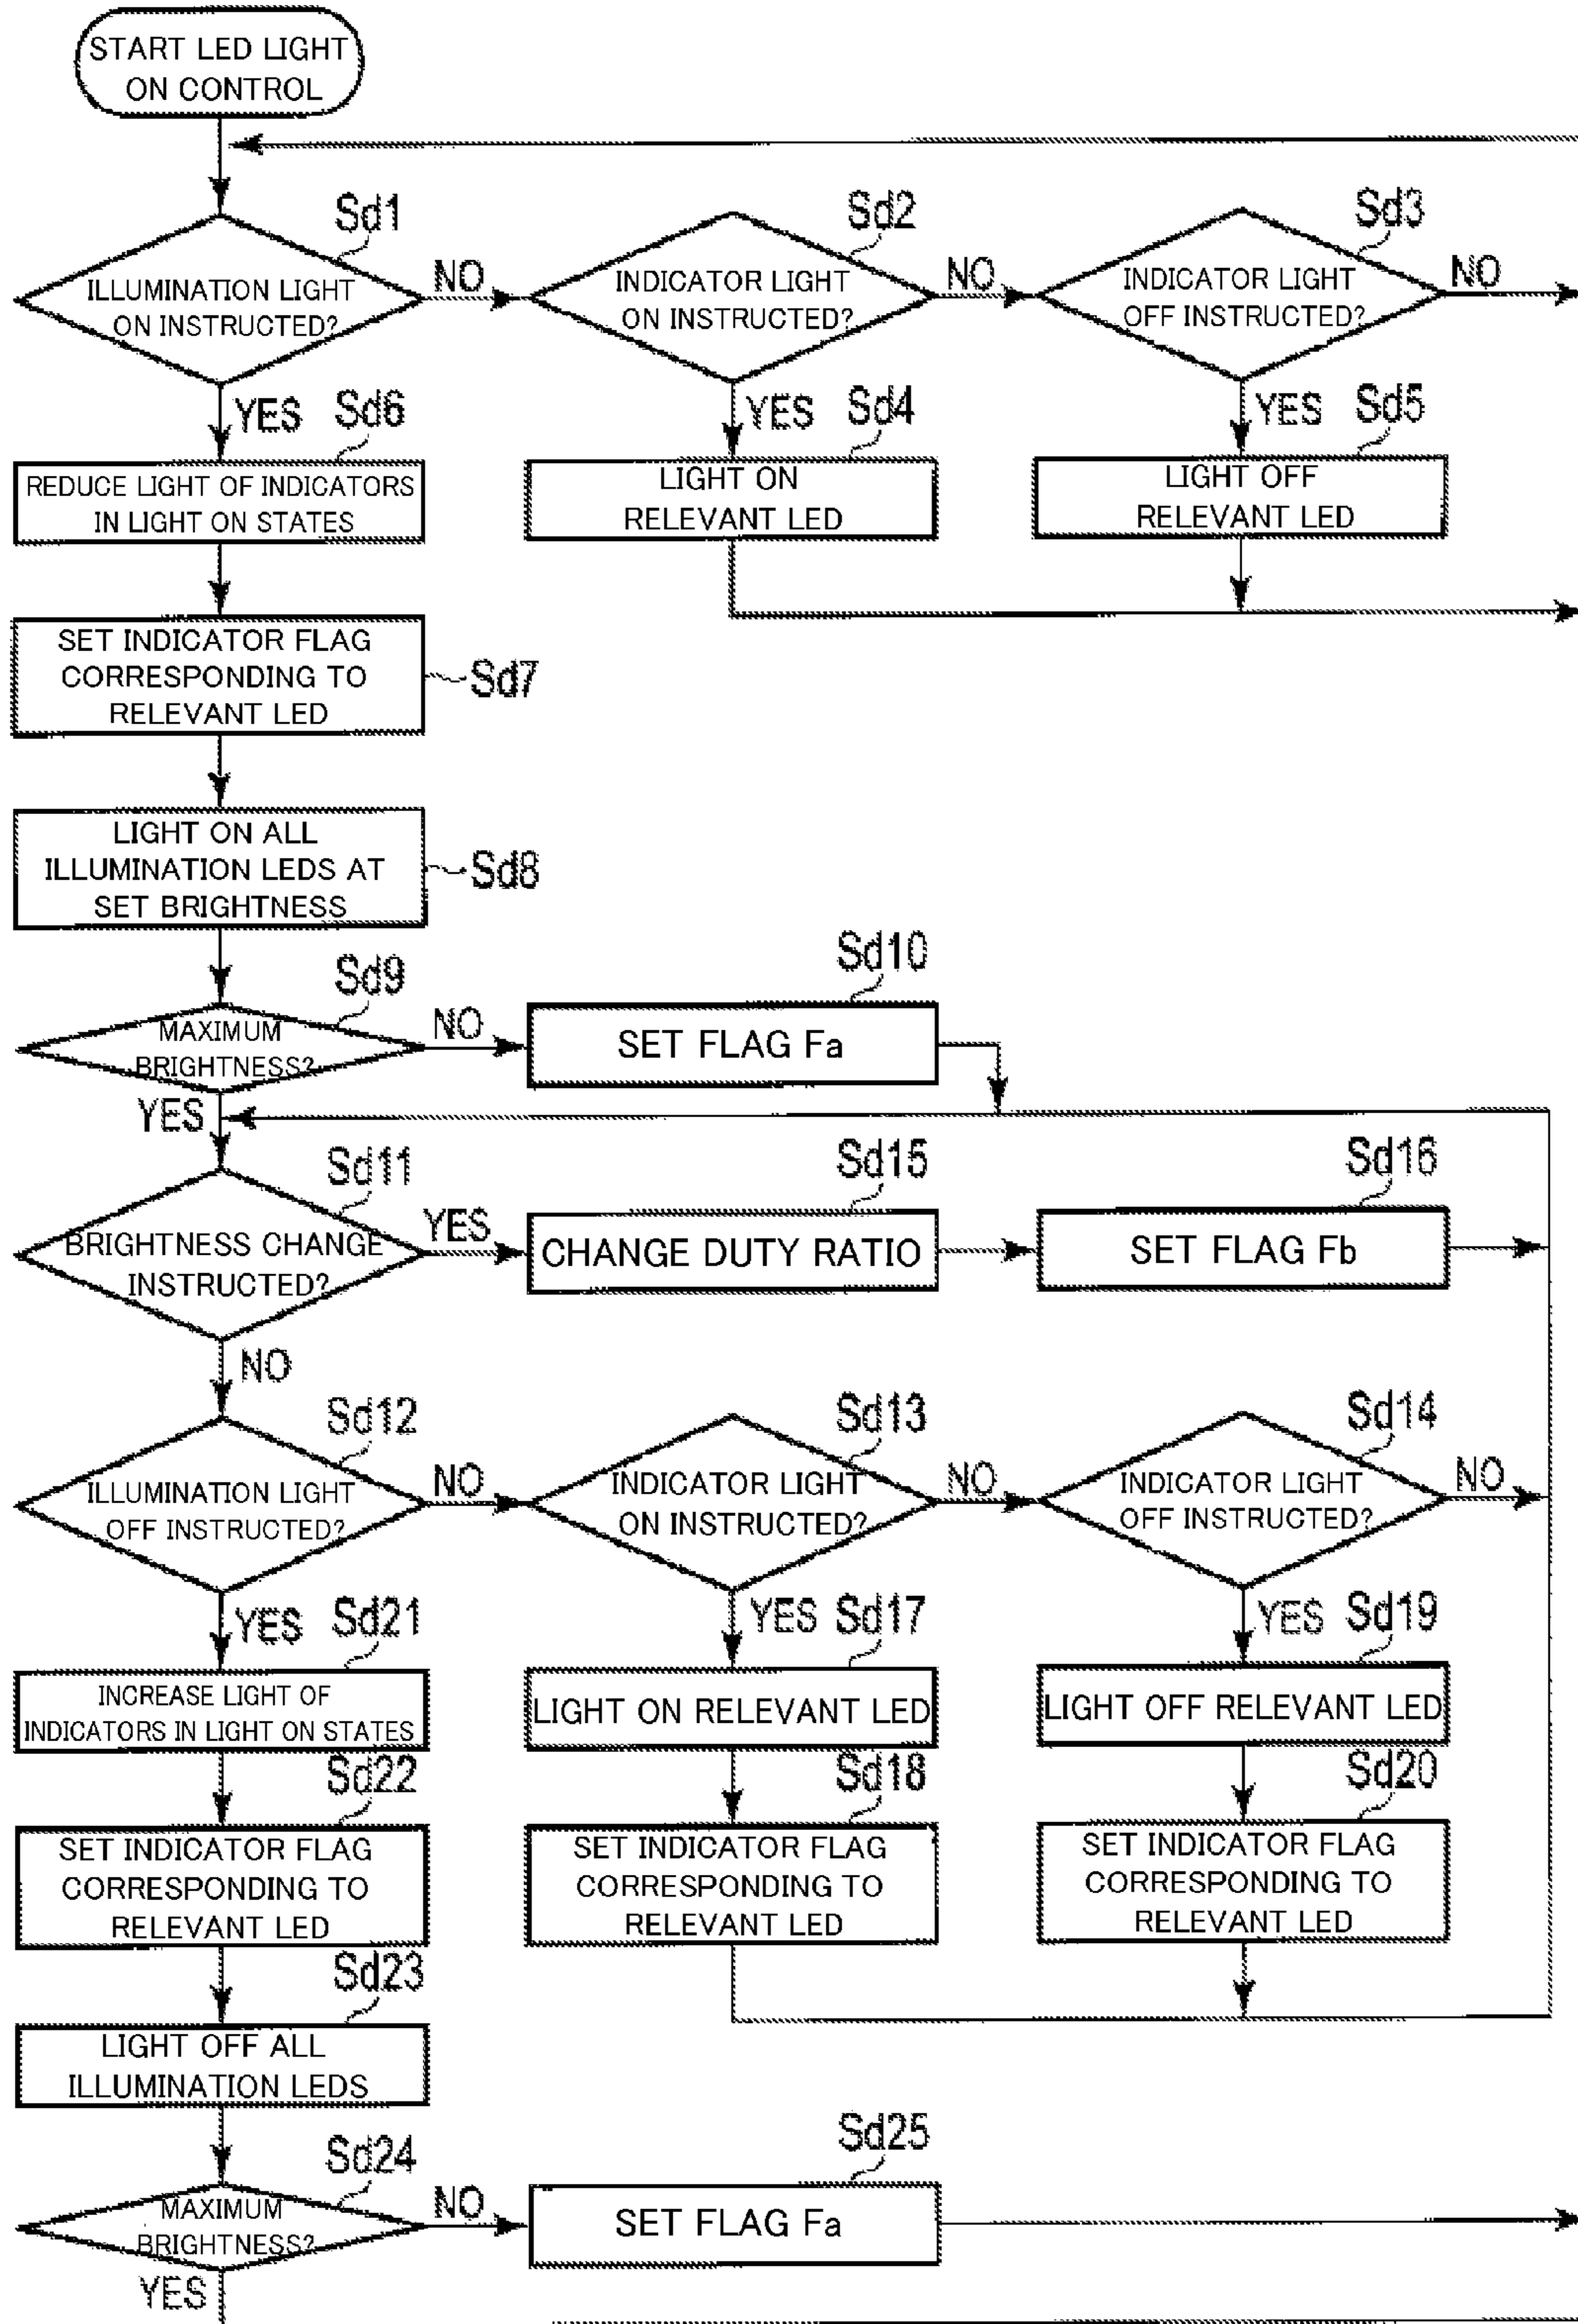 START LED LIGHT
ON CONTROL
Sd1
ILLUMINATION LIGHT
ON INSTRUCTED?
NO
YES
Sd2
INDICATOR LIGHT
ON INSTRUCTED?
NO
YES
Sd3
INDICATOR LIGHT
OFF INSTRUCTED?
NO
YES
Sd6
REDUCE LIGHT OF INDICATORS
IN LIGHT ON STATES
Sd4
LIGHT ON
RELEVANT LED
Sd5
LIGHT OFF
RELEVANT LED
SET INDICATOR FLAG
CORRESPONDING TO
RELEVANT LED
Sd7
LIGHT ON ALL
ILLUMINATION LEDS AT
SET BRIGHTNESS
Sd8
Sd9
MAXIMUM
BRIGHTNESS?
NO
YES
Sd10
SET FLAG Fa
Sd11
BRIGHTNESS CHANGE
INSTRUCTED?
YES
NO
Sd15
CHANGE DUTY RATIO
Sd16
SET FLAG Fb
Sd12
ILLUMINATION LIGHT
OFF INSTRUCTED?
NO
YES
Sd13
INDICATOR LIGHT
ON INSTRUCTED?
NO
YES
Sd14
INDICATOR LIGHT
OFF INSTRUCTED?
NO
YES
Sd21
INCREASE LIGHT OF
INDICATORS IN LIGHT ON STATES
Sd17
LIGHT ON RELEVANT LED
Sd19
LIGHT OFF RELEVANT LED
Sd22
SET INDICATOR FLAG
CORRESPONDING TO
RELEVANT LED
Sd18
SET INDICATOR FLAG
CORRESPONDING TO
RELEVANT LED
Sd20
SET INDICATOR FLAG
CORRESPONDING TO
RELEVANT LED
Sd23
LIGHT OFF ALL
ILLUMINATION LEDS
Sd24
MAXIMUM
BRIGHTNESS?
NO
YES
Sd25
SET FLAG Fa